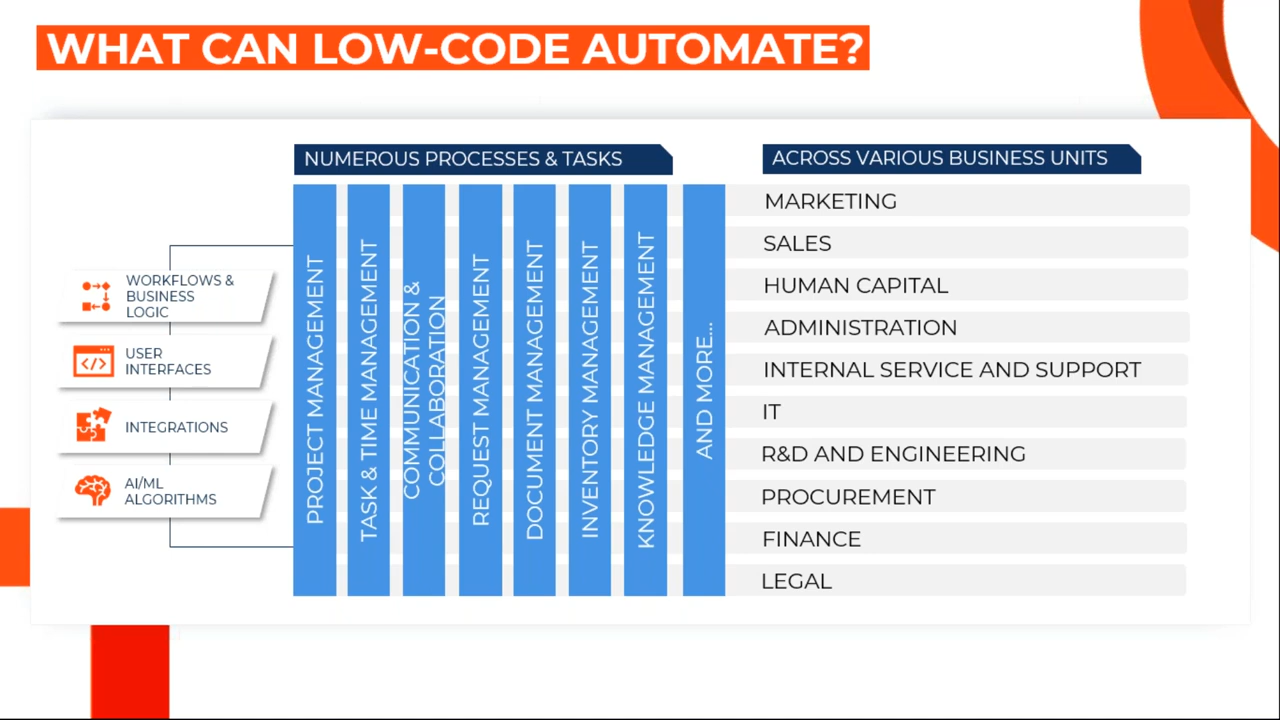 WHAT CAN LOW-CODE AUTOMATE?
NUMEROUS PROCESSES & TASKS
ACROSS VARIOUS BUSINESS UNITS
WORKFLOWS &
BUSINESS
LOGIC
USER
INTERFACES
INTEGRATIONS
AI/ML
ALGORITHMS
PROJECT MANAGEMENT
TASK & TIME MANAGEMENT
COMMUNICATION &
COLLABORATION
REQUEST MANAGEMENT
DOCUMENT MANAGEMENT
INVENTORY MANAGEMENT
KNOWLEDGE MANAGEMENT
AND MORE...
MARKETING
SALES
HUMAN CAPITAL
ADMINISTRATION
INTERNAL SERVICE AND SUPPORT
IT
R&D AND ENGINEERING
PROCUREMENT
FINANCE
LEGAL